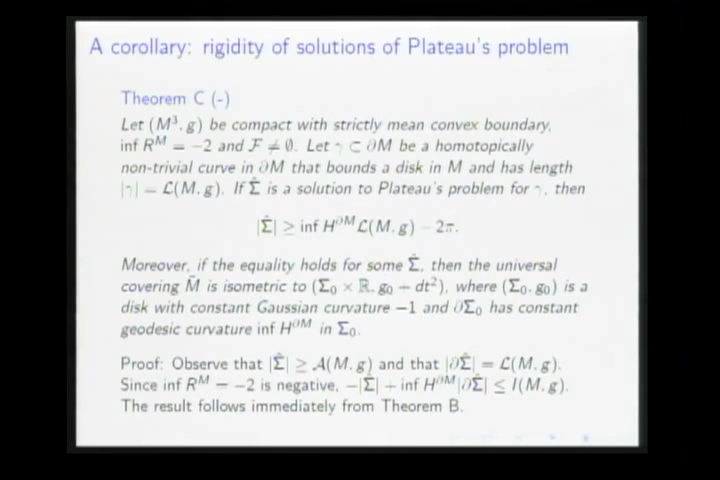 A corollary: rigidity of solutions of Plateau's problem
Theorem C (-)
Let (M³, g) be compact with strictly mean convex boundary,
inf Rᴹ = −2 and ℱ ≠ ∅. Let γ ⊂ ∂M be a homotopically
non-trivial curve in ∂M that bounds a disk in M and has length
|γ| = ℒ(M, g). If Σ̂ is a solution to Plateau's problem for γ, then
|Σ̂| ≥ inf H^∂M ℒ(M, g) − 2π.
Moreover, if the equality holds for some Σ̂, then the universal
covering M̃ is isometric to (Σ₀ × ℝ, g₀ + dt²), where (Σ₀, g₀) is a
disk with constant Gaussian curvature −1 and ∂Σ₀ has constant
geodesic curvature inf H^∂M in Σ₀.
Proof: Observe that |Σ̂| ≥ 𝒜(M, g) and that |∂Σ̂| = ℒ(M, g).
Since inf Rᴹ = −2 is negative, −|Σ̂| + inf H^∂M|∂Σ̂| ≤ I(M, g).
The result follows immediately from Theorem B.